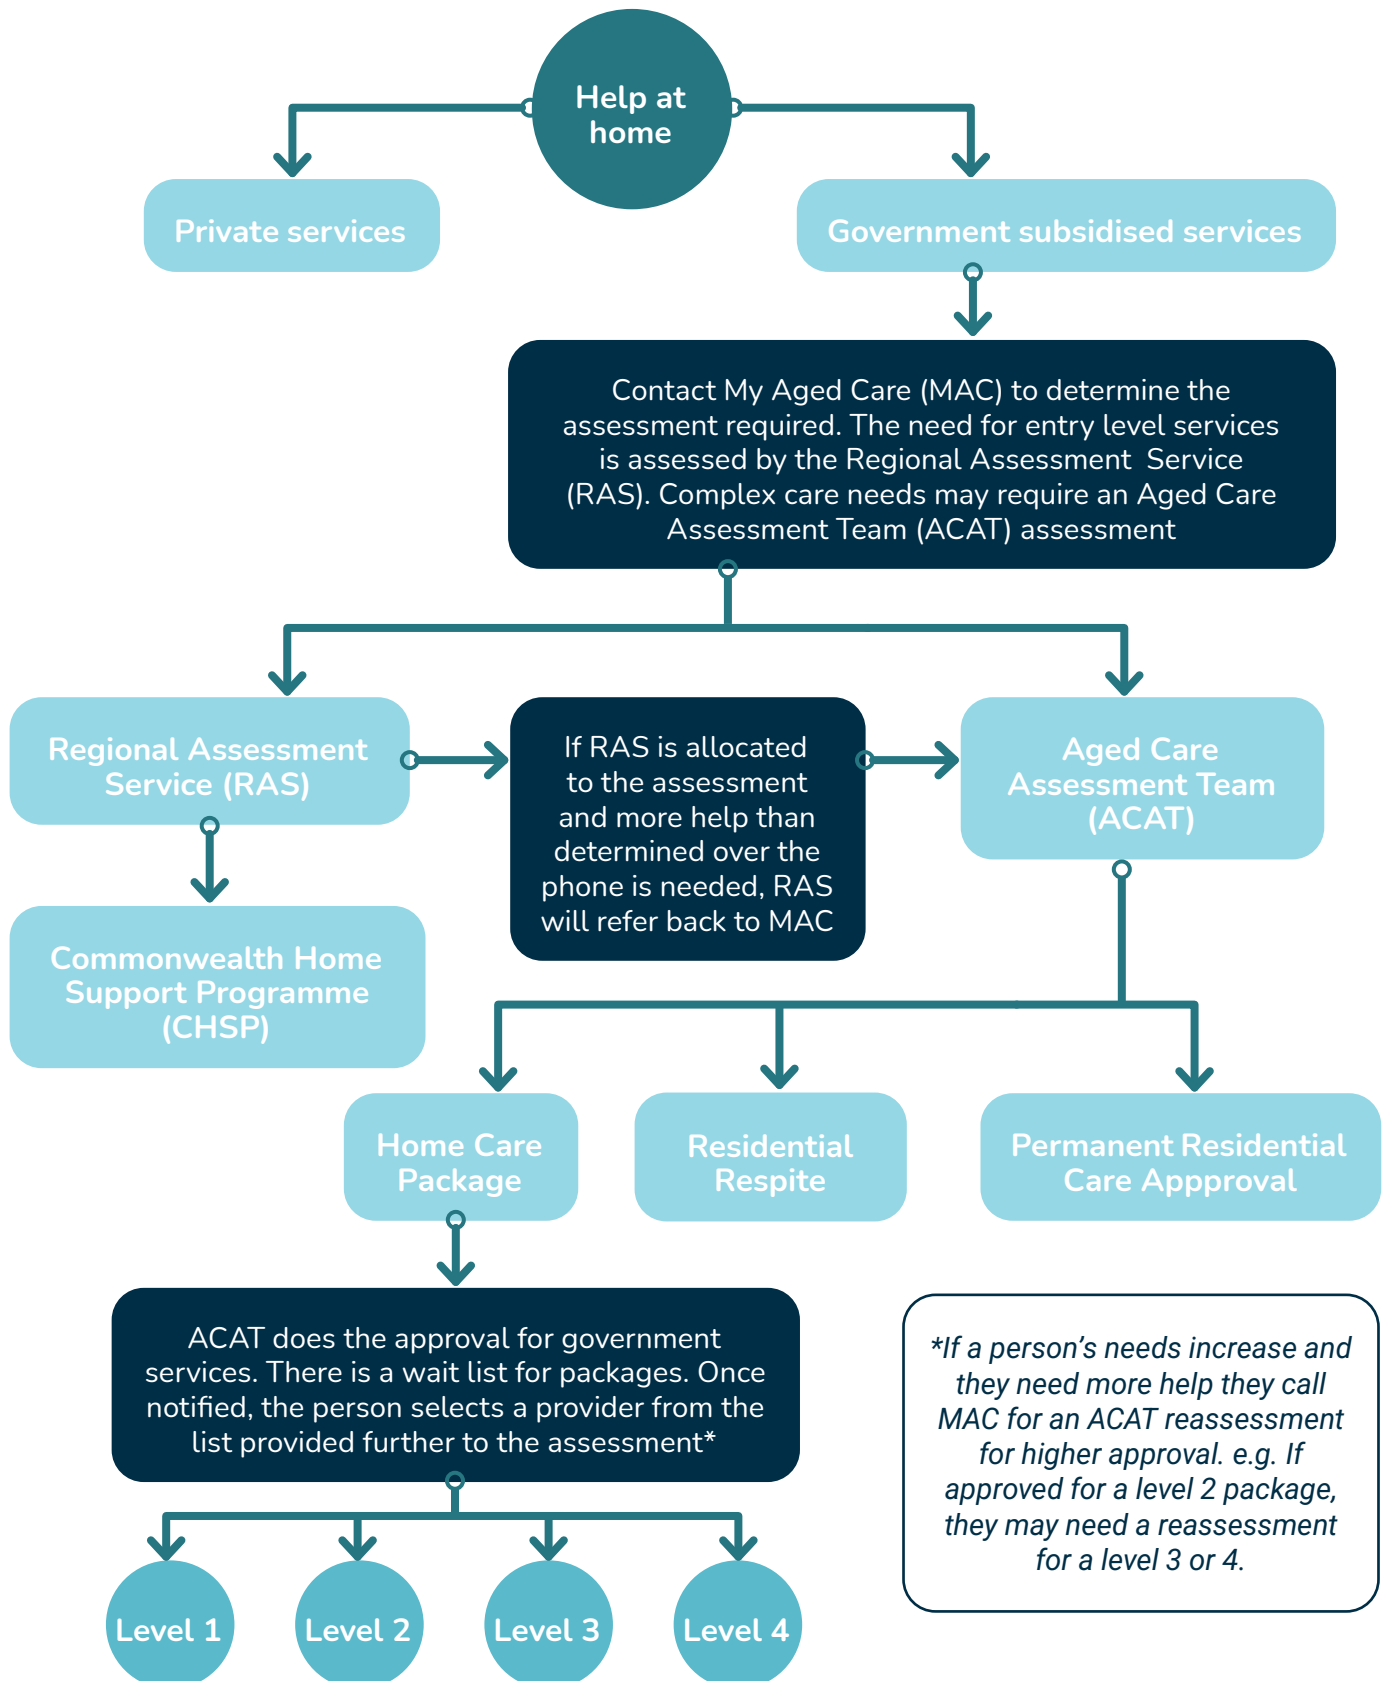 Help at
home
Private services
Government subsidised services
Contact My Aged Care (MAC) to determine the
assessment required. The need for entry level services
is assessed by the Regional Assessment Service
(RAS). Complex care needs may require an Aged Care
Assessment Team (ACAT) assessment
Regional Assessment
Service (RAS)
If RAS is allocated
to the assessment
and more help than
determined over the
phone is needed, RAS
will refer back to MAC
Aged Care
Assessment Team
(ACAT)
Commonwealth Home
Support Programme
(CHSP)
Home Care
Package
Residential
Respite
Permanent Residential
Care Appproval
ACAT does the approval for government
services. There is a wait list for packages. Once
notified, the person selects a provider from the
list provided further to the assessment*
*If a person’s needs increase and
they need more help they call
MAC for an ACAT reassessment
for higher approval. e.g. If
approved for a level 2 package,
they may need a reassessment
for a level 3 or 4.
Level 1
Level 2
Level 3
Level 4